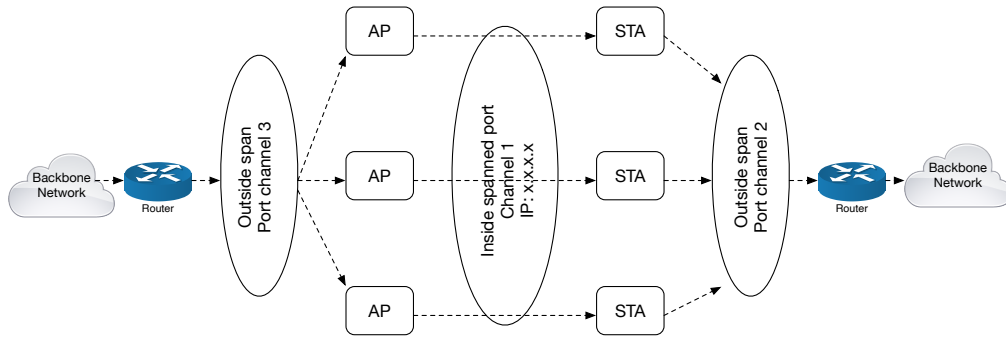 Backbone
Network
Router
Outside span
Port channel 3
AP
AP
AP
Inside spanned port
Channel 1
IP: x.x.x.x
STA
STA
STA
Outside span
Port channel 2
Router
Backbone
Network